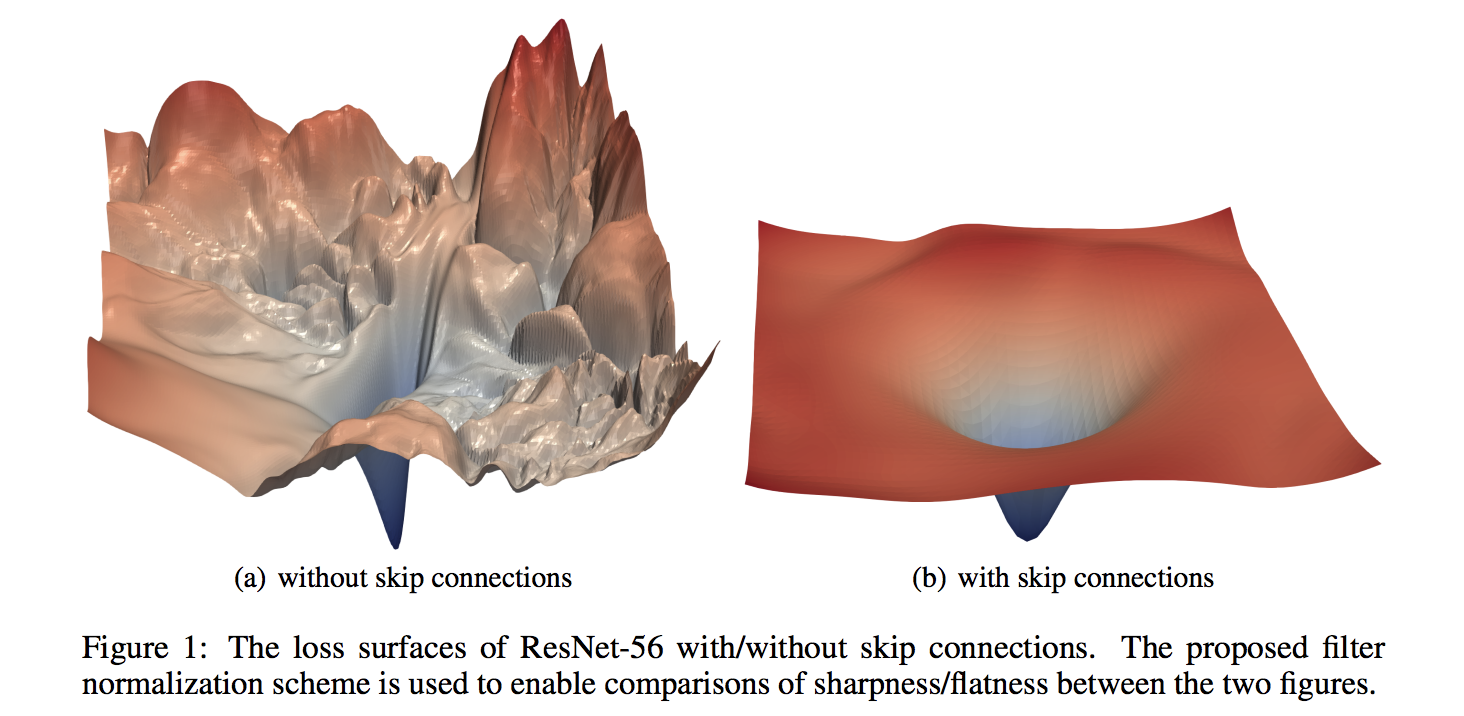 (a) without skip connections
(b) with skip connections
Figure 1: The loss surfaces of ResNet-56 with/without skip connections. The proposed filter
normalization scheme is used to enable comparisons of sharpness/flatness between the two figures.